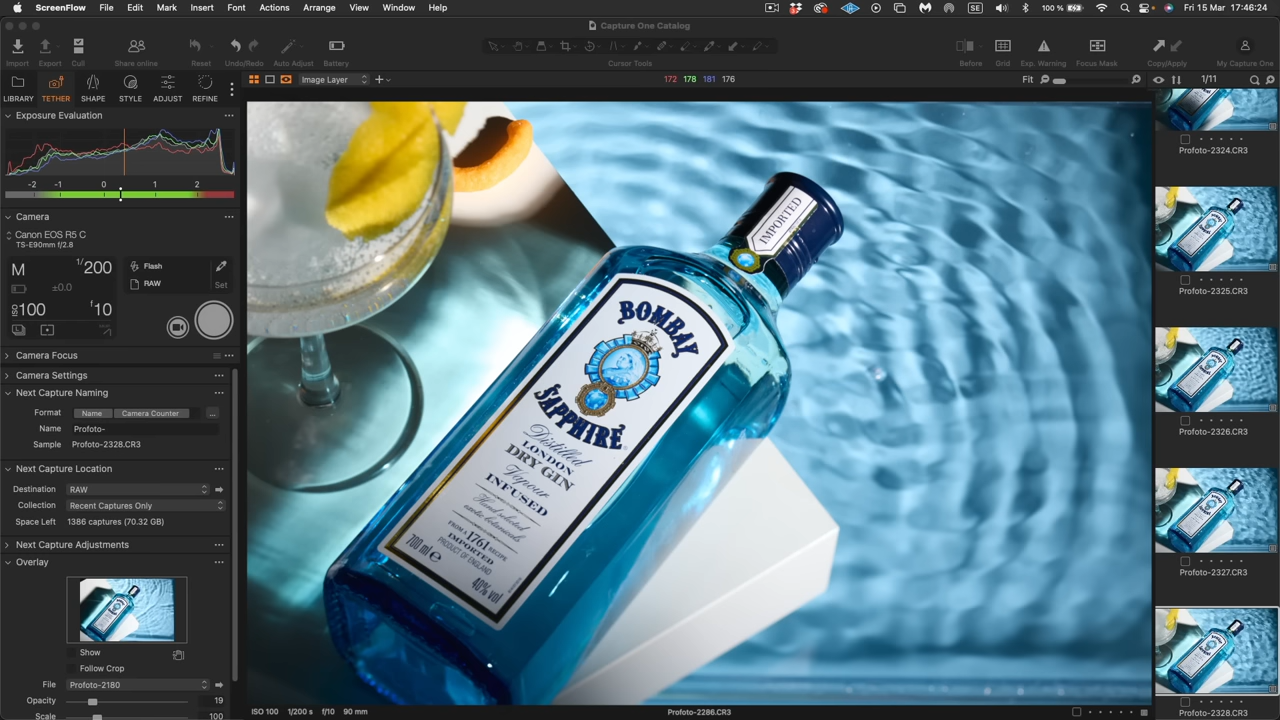 ScreenFlow File Edit Mark Insert Font Actions Arrange View Window Help 100 % SE Fri 15 Mar 17:46:24
Capture One Catalog
Import Export Cull Share online Reset Undo/Redo Auto Adjust Battery Cursor Tools Before Grid Exp. Warning Focus Mask Copy/Apply My Capture One
LIBRARY TETHER SHAPE STYLE ADJUST REFINE
Image Layer 172 178 181 176 Fit 1/11
Exposure Evaluation
-2 -1 0 1 2
Camera
Canon EOS R5 C
TS-E90mm f/2.8
M 1/200 Flash
±0.0 RAW Set
ISO100 f10
Camera Focus
Camera Settings
Next Capture Naming
Format Name Camera Counter ...
Name Profoto-
Sample Profoto-2328.CR3
Next Capture Location
Destination RAW
Collection Recent Captures Only
Space Left 1386 captures (70.32 GB)
Next Capture Adjustments
Overlay
Show
Follow Crop
File Profoto-2180
Opacity 19
Scale 100
IMPORTED
BOMBAY
SAPPHIRE
Distilled
LONDON
DRY GIN
Vapour
INFUSED
Hand selected
exotic botanicals
FROM A 1761 RECIPE
IMPORTED
PRODUCT OF ENGLAND
700 ml e
40% vol
ISO 100 1/200 s f/10 90 mm
Profoto-2286.CR3
Profoto-2324.CR3
Profoto-2325.CR3
Profoto-2326.CR3
Profoto-2327.CR3
Profoto-2328.CR3